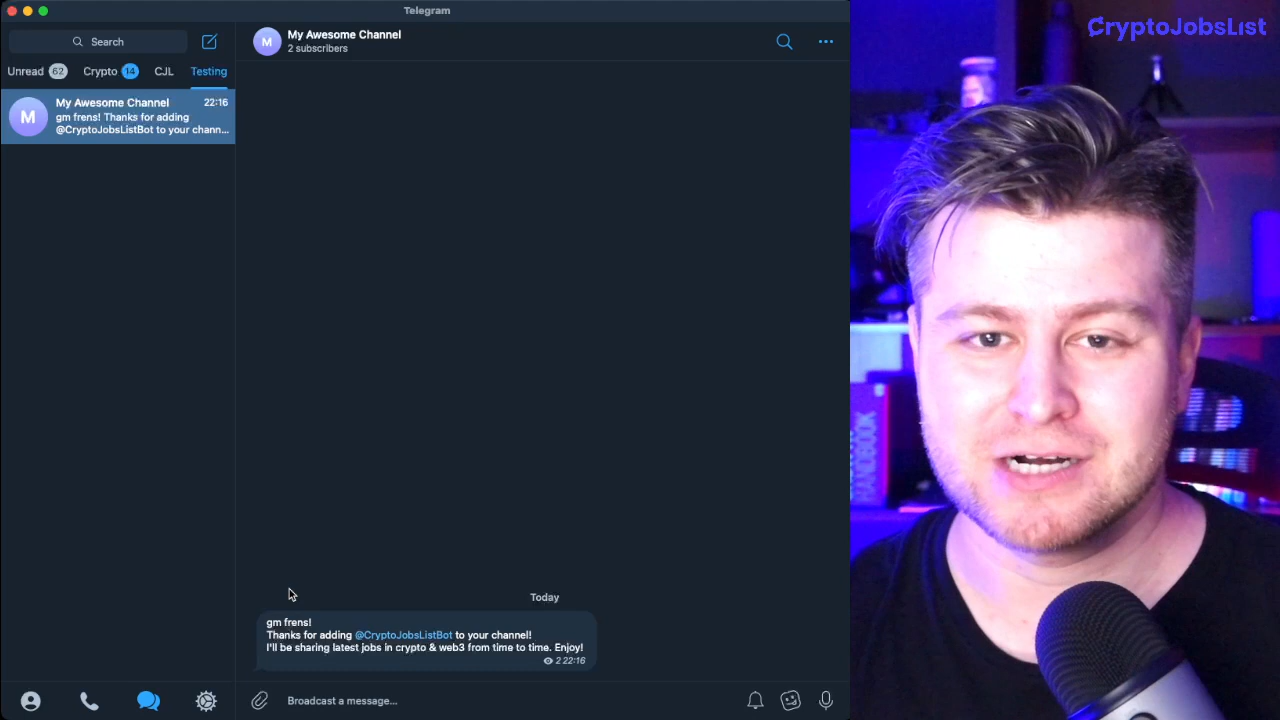 Telegram
Search
Unread 62 Crypto 14 CJL Testing
My Awesome Channel 22:16
gm frens! Thanks for adding
@CryptoJobsListBot to your chann...
M
M
My Awesome Channel
2 subscribers
Today
gm frens!
Thanks for adding @CryptoJobsListBot to your channel!
I'll be sharing latest jobs in crypto & web3 from time to time. Enjoy!
2 22:16
Broadcast a message...
CryptoJobsList
HANDBOOK